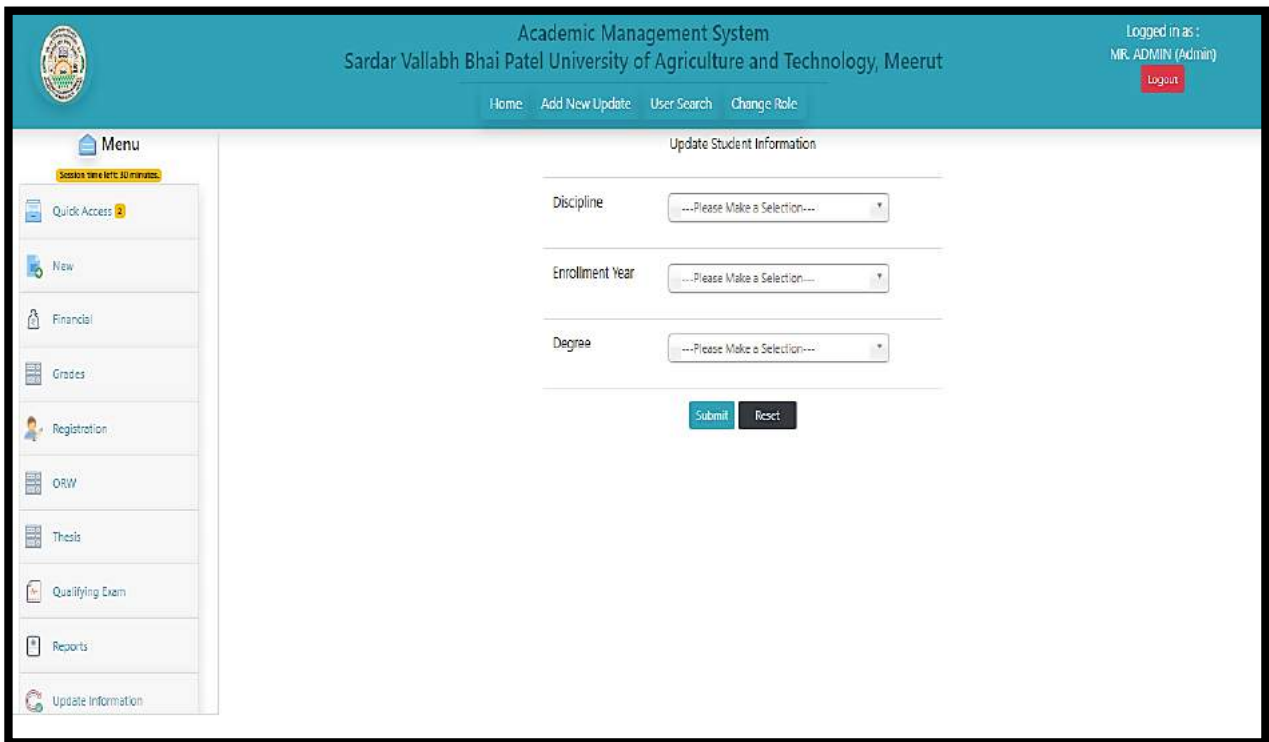 Academic Management System
Sardar Vallabh Bhai Patel University of Agriculture and Technology, Meerut
Home Add New Update User Search Change Role
Logged in as :
MR. ADMIN (Admin)
Logout
Menu
Session time left: 30 minutes.
Quick Access 2
New
Financial
Grades
Registration
ORW
Thesis
Qualifying Exam
Reports
Update Information
Update Student Information
Discipline ---Please Make a Selection---
Enrollment Year ---Please Make a Selection---
Degree ---Please Make a Selection---
Submit Reset